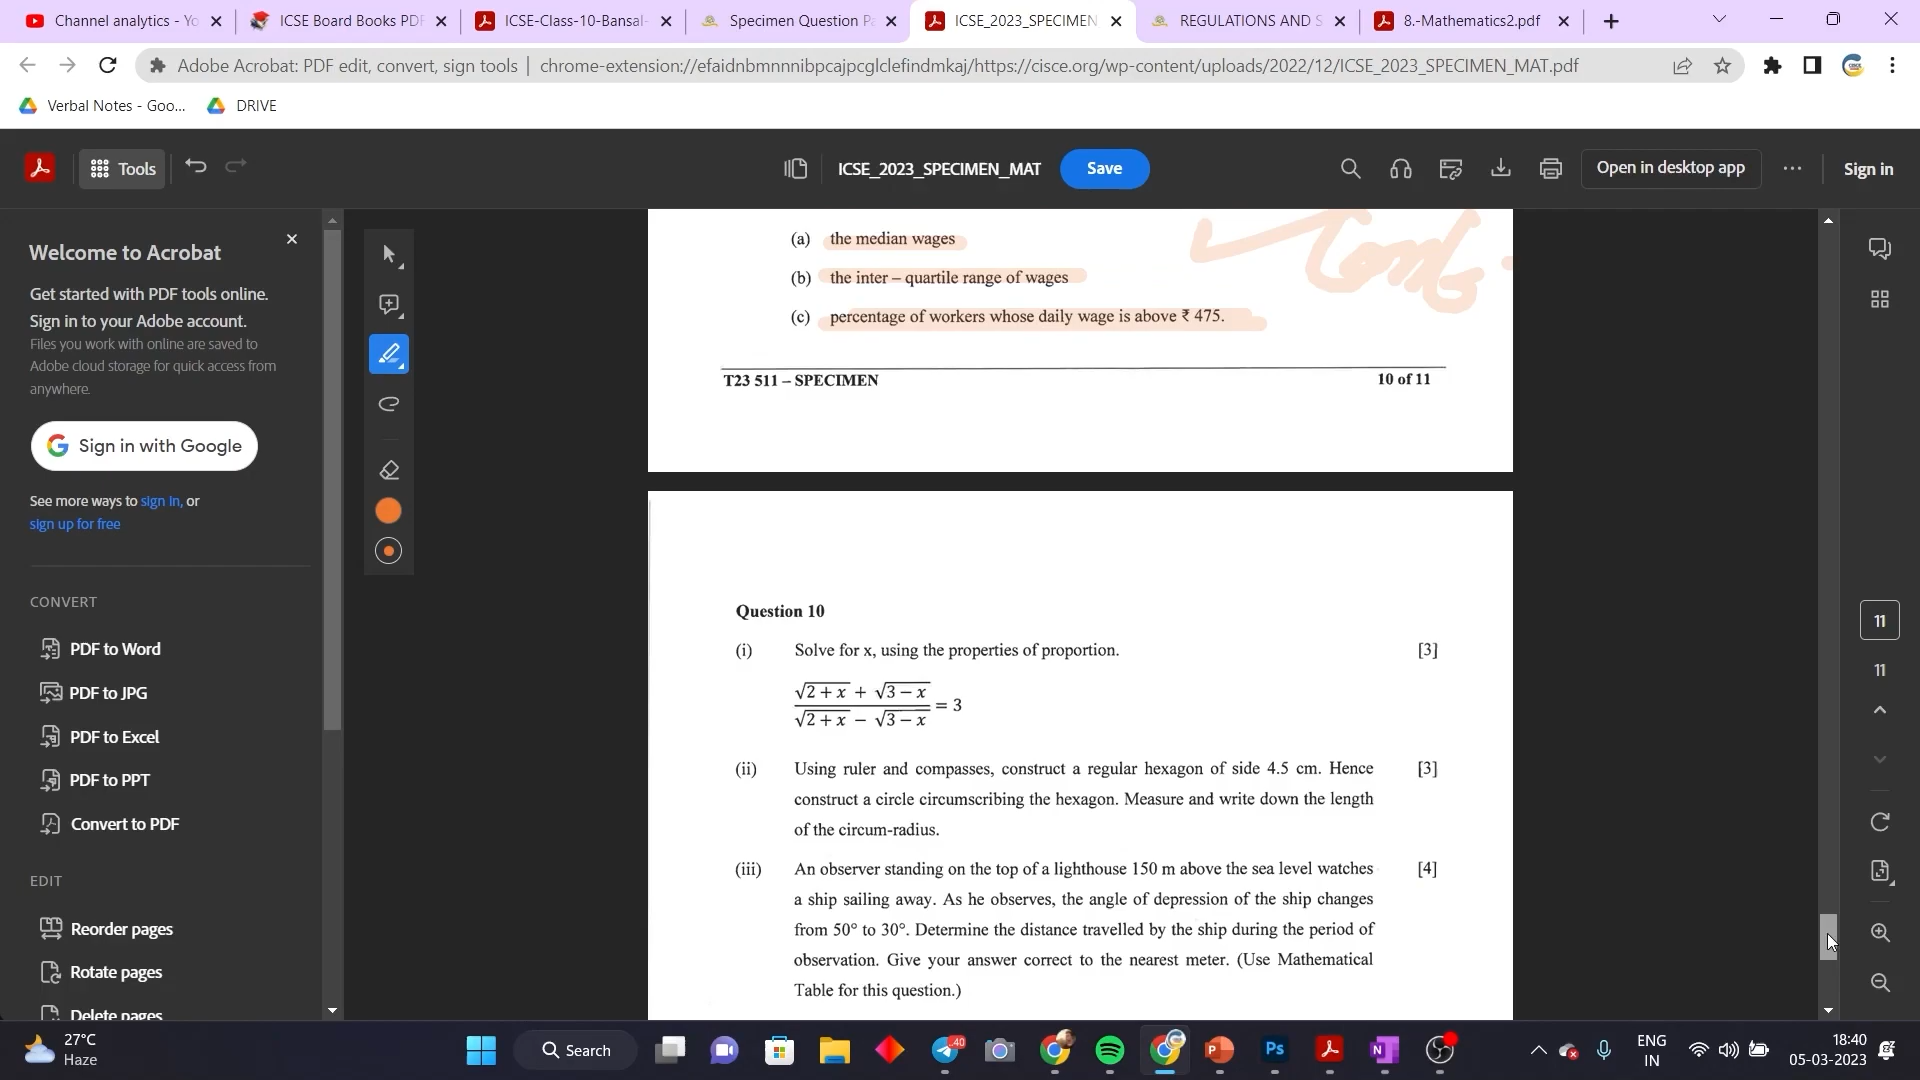 Channel analytics - Yo
ICSE Board Books PDF
ICSE-Class-10-Bansal-
Specimen Question Pa
ICSE_2023_SPECIMEN
REGULATIONS AND S
8.-Mathematics2.pdf
Adobe Acrobat: PDF edit, convert, sign tools | chrome-extension://efaidnbmnnnibpcajpcglclefindmkaj/https://cisce.org/wp-content/uploads/2022/12/ICSE_2023_SPECIMEN_MAT.pdf
Verbal Notes - Goo... DRIVE
Tools
ICSE_2023_SPECIMEN_MAT
Save
Open in desktop app
Sign in
Welcome to Acrobat
Get started with PDF tools online.
Sign in to your Adobe account.
Files you work with online are saved to
Adobe cloud storage for quick access from
anywhere.
Sign in with Google
See more ways to sign in, or
sign up for free
CONVERT
PDF to Word
PDF to JPG
PDF to Excel
PDF to PPT
Convert to PDF
EDIT
Reorder pages
Rotate pages
Delete pages
(a) the median wages
(b) the inter – quartile range of wages
(c) percentage of workers whose daily wage is above ₹ 475.
T23 511 – SPECIMEN 10 of 11
Question 10
(i) Solve for x, using the properties of proportion. [3]
√2 + x + √3 − x
= 3
√2 + x − √3 − x
(ii) Using ruler and compasses, construct a regular hexagon of side 4.5 cm. Hence [3]
construct a circle circumscribing the hexagon. Measure and write down the length
of the circum-radius.
(iii) An observer standing on the top of a lighthouse 150 m above the sea level watches [4]
a ship sailing away. As he observes, the angle of depression of the ship changes
from 50° to 30°. Determine the distance travelled by the ship during the period of
observation. Give your answer correct to the nearest meter. (Use Mathematical
Table for this question.)
11
11
27°C
Haze
Search
40
ENG
IN
18:40
05-03-2023